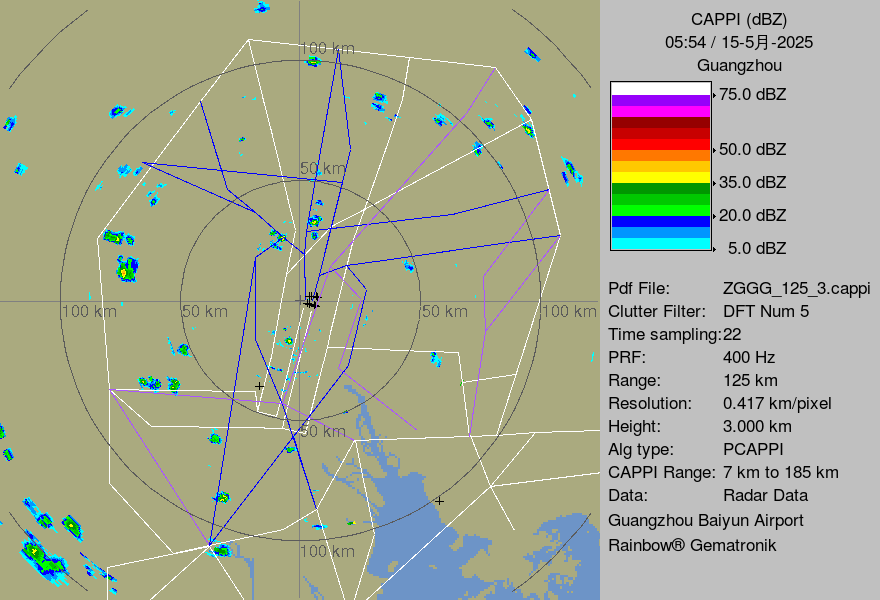 CAPPI (dBZ)
05:54 / 15-5月-2025
Guangzhou
75.0 dBZ
50.0 dBZ
35.0 dBZ
20.0 dBZ
5.0 dBZ
Pdf File: ZGGG_125_3.cappi
Clutter Filter: DFT Num 5
Time sampling:22
PRF: 400 Hz
Range: 125 km
Resolution: 0.417 km/pixel
Height: 3.000 km
Alg type: PCAPPI
CAPPI Range: 7 km to 185 km
Data: Radar Data
Guangzhou Baiyun Airport
Rainbow® Gematronik
100 km
50 km
100 km 50 km 50 km 100 km
50 km
100 km